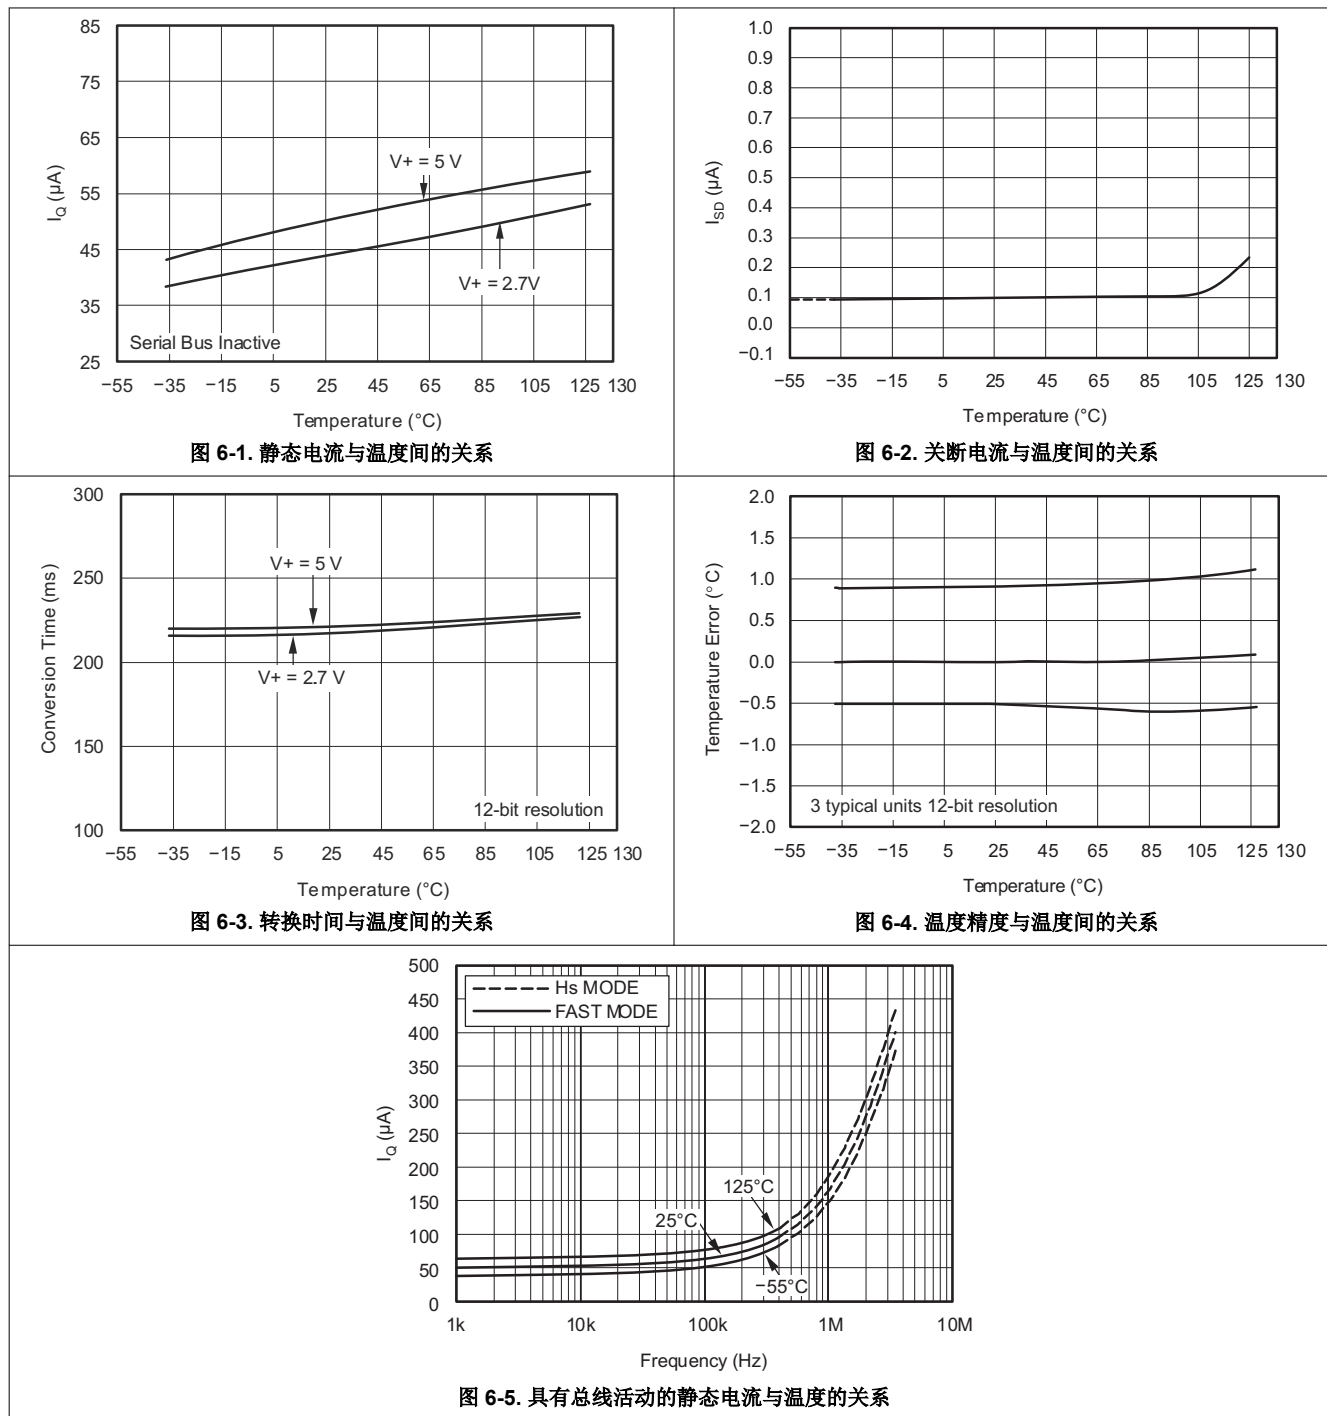 85
75
65
55
45
35
25
I_Q (µA)
V+ = 5 V
V+ = 2.7V
Serial Bus Inactive
−55 −35 −15 5 25 45 65 85 105 125 130
Temperature (°C)
图 6-1. 静态电流与温度间的关系
1.0
0.9
0.8
0.7
0.6
0.5
0.4
0.3
0.2
0.1
0.0
−0.1
I_SD (µA)
−55 −35 −15 5 25 45 65 85 105 125 130
Temperature (°C)
图 6-2. 关断电流与温度间的关系
300
250
200
150
100
Conversion Time (ms)
V+ = 5 V
V+ = 2.7 V
12-bit resolution
−55 −35 −15 5 25 45 65 85 105 125 130
Temperature (°C)
图 6-3. 转换时间与温度间的关系
2.0
1.5
1.0
0.5
0.0
−0.5
−1.0
−1.5
−2.0
Temperature Error (°C)
3 typical units 12-bit resolution
−55 −35 −15 5 25 45 65 85 105 125 130
Temperature (°C)
图 6-4. 温度精度与温度间的关系
500
450
400
350
300
250
200
150
100
50
0
I_Q (µA)
Hs MODE
FAST MODE
125°C
25°C
−55°C
1k 10k 100k 1M 10M
Frequency (Hz)
图 6-5. 具有总线活动的静态电流与温度的关系